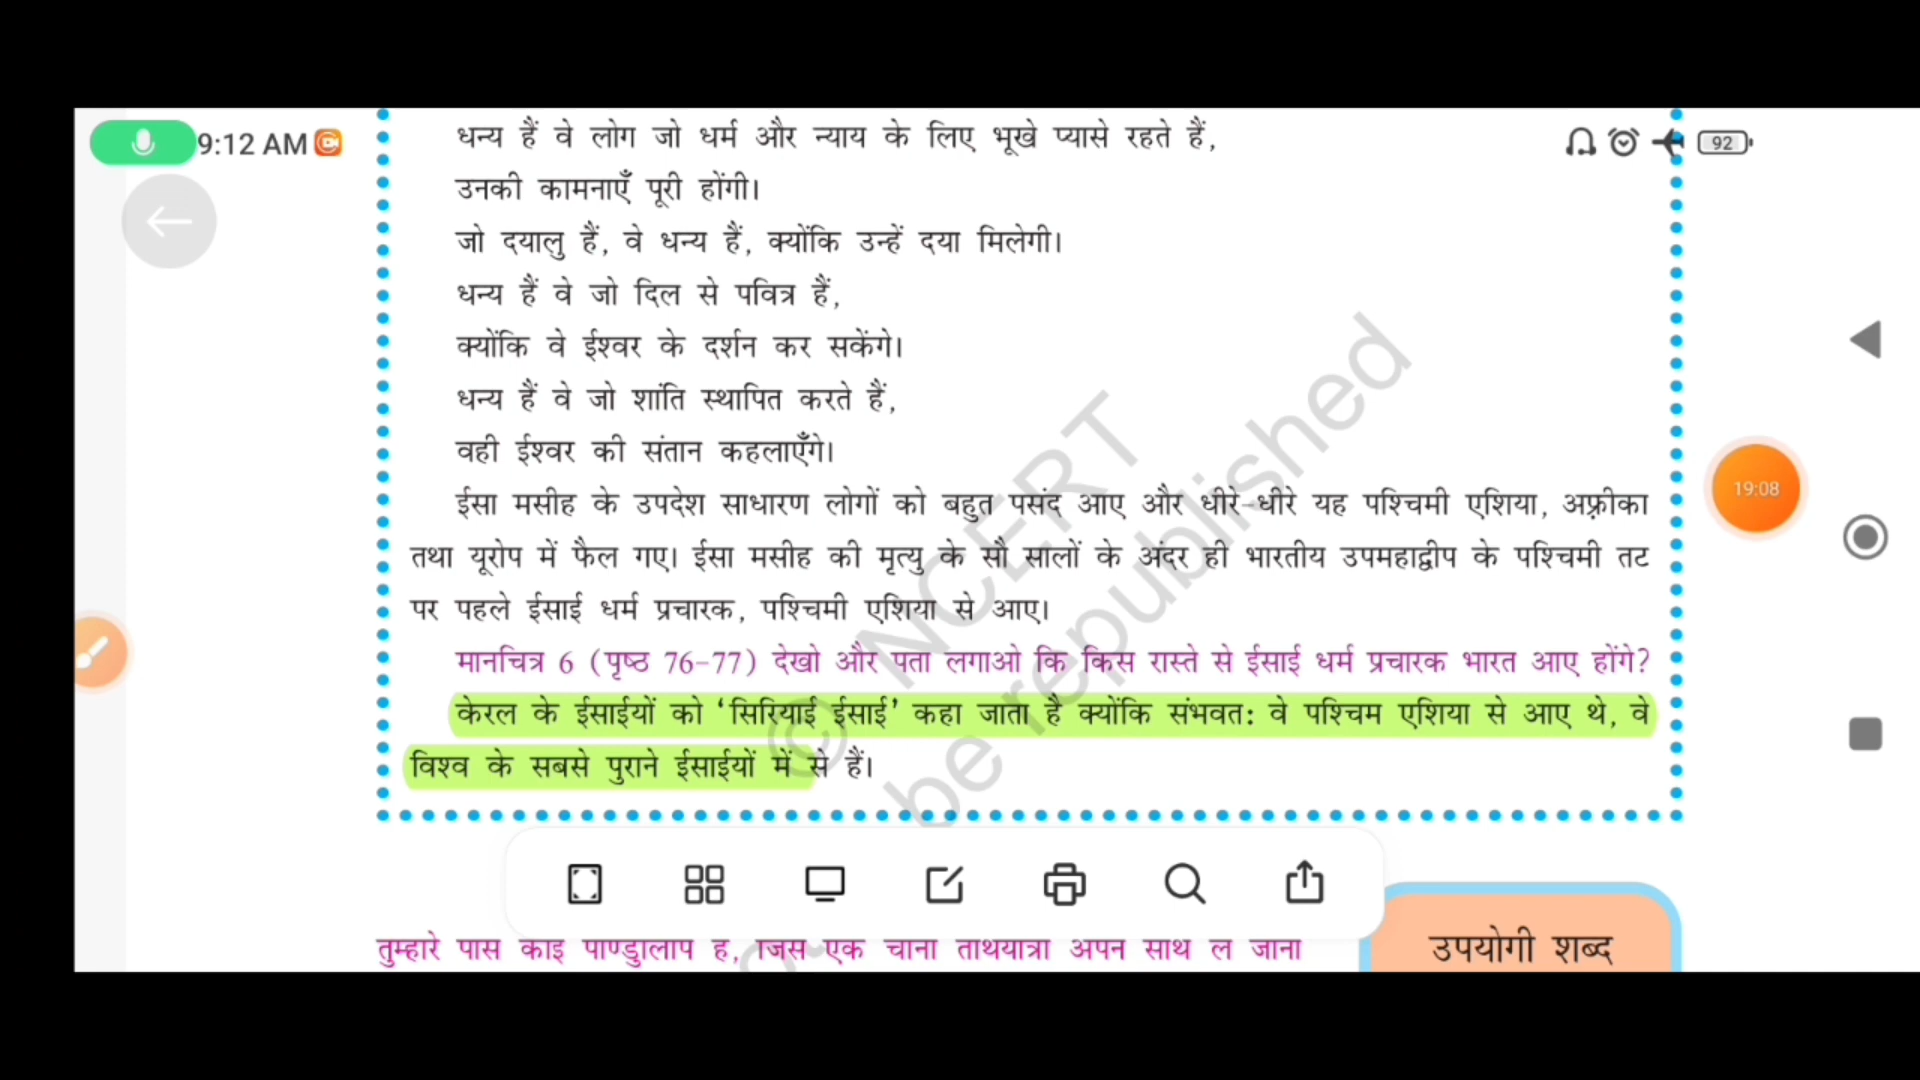 9:12 AM
92
धन्य हैं वे लोग जो धर्म और न्याय के लिए भूखे प्यासे रहते हैं,
उनकी कामनाएँ पूरी होंगी।
जो दयालु हैं, वे धन्य हैं, क्योंकि उन्हें दया मिलेगी।
धन्य हैं वे जो दिल से पवित्र हैं,
क्योंकि वे ईश्वर के दर्शन कर सकेंगे।
धन्य हैं वे जो शांति स्थापित करते हैं,
वही ईश्वर की संतान कहलाएँगे।
ईसा मसीह के उपदेश साधारण लोगों को बहुत पसंद आए और धीरे-धीरे यह पश्चिमी एशिया, अफ़्रीका
तथा यूरोप में फैल गए। ईसा मसीह की मृत्यु के सौ सालों के अंदर ही भारतीय उपमहाद्वीप के पश्चिमी तट
पर पहले ईसाई धर्म प्रचारक, पश्चिमी एशिया से आए।
मानचित्र 6 (पृष्ठ 76-77) देखो और पता लगाओ कि किस रास्ते से ईसाई धर्म प्रचारक भारत आए होंगे?
केरल के ईसाईयों को ‘सिरियाई ईसाई’ कहा जाता है क्योंकि संभवत: वे पश्चिम एशिया से आए थे, वे
विश्व के सबसे पुराने ईसाईयों में से हैं।
© NCERT
be republished
19:08
तुम्हारे पास कोई पाण्डुलिपि है, जिसे एक चीनी तीर्थयात्री अपने साथ ले जाना
उपयोगी शब्द